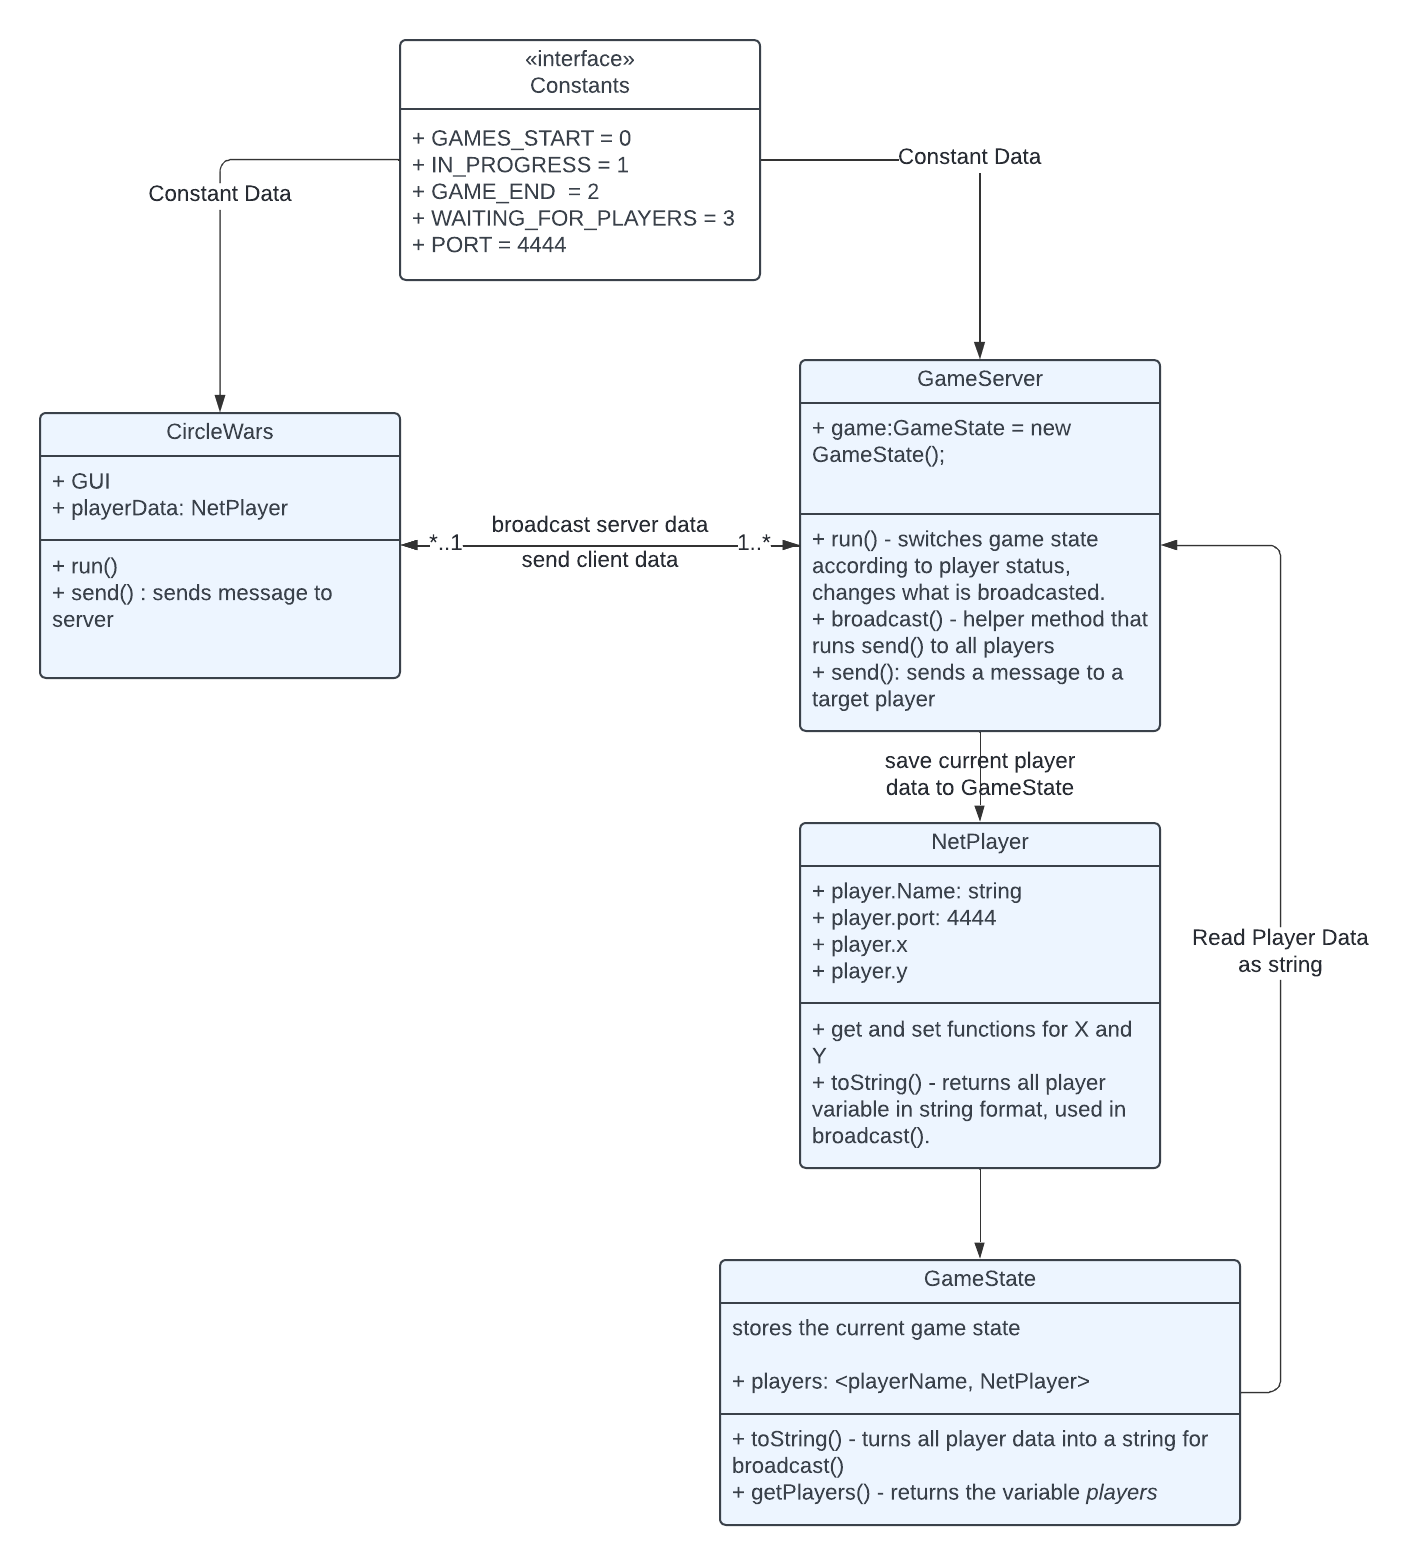 «interface»
Constants
+ GAMES_START = 0
+ IN_PROGRESS = 1
+ GAME_END  = 2
+ WAITING_FOR_PLAYERS = 3
+ PORT = 4444
Constant Data
Constant Data
CircleWars
+ GUI
+ playerData: NetPlayer
+ run()
+ send() : sends message to
server
*..1
broadcast server data
send client data
1..*
GameServer
+ game:GameState = new
GameState();
+ run() - switches game state
according to player status,
changes what is broadcasted.
+ broadcast() - helper method that
runs send() to all players
+ send(): sends a message to a
target player
save current player
data to GameState
NetPlayer
+ player.Name: string
+ player.port: 4444
+ player.x
+ player.y
+ get and set functions for X and
Y
+ toString() - returns all player
variable in string format, used in
broadcast().
Read Player Data
as string
GameState
stores the current game state
+ players: <playerName, NetPlayer>
+ toString() - turns all player data into a string for
broadcast()
+ getPlayers() - returns the variable players